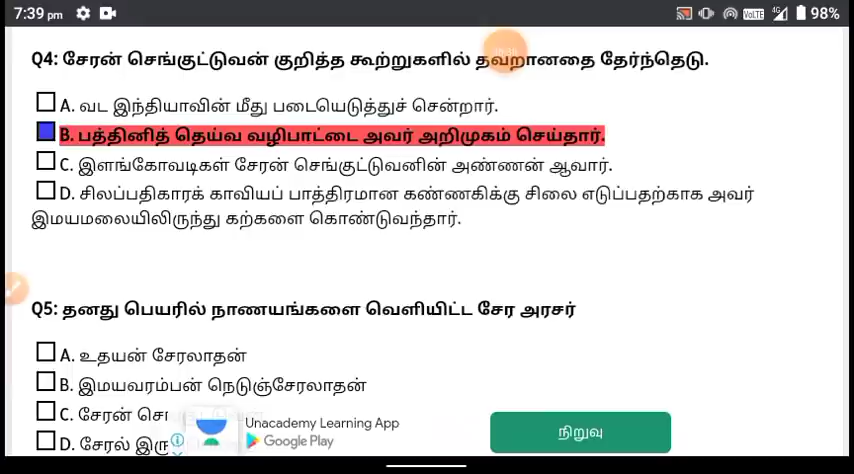 7:39 pm
VoLTE 4G 98%
Q4: சேரன் செங்குட்டுவன் குறித்த கூற்றுகளில் தவறானதை தேர்ந்தெடு.
A. வட இந்தியாவின் மீது படையெடுத்துச் சென்றார்.
B. பத்தினித் தெய்வ வழிபாட்டை அவர் அறிமுகம் செய்தார்.
C. இளங்கோவடிகள் சேரன் செங்குட்டுவனின் அண்ணன் ஆவார்.
D. சிலப்பதிகாரக் காவியப் பாத்திரமான கண்ணகிக்கு சிலை எடுப்பதற்காக அவர்
இமயமலையிலிருந்து கற்களை கொண்டுவந்தார்.
Q5: தனது பெயரில் நாணயங்களை வெளியிட்ட சேர அரசர்
A. உதயன் சேரலாதன்
B. இமயவரம்பன் நெடுஞ்சேரலாதன்
C. சேரன்
D. சேரல்
Unacademy Learning App
Google Play
நிறுவு